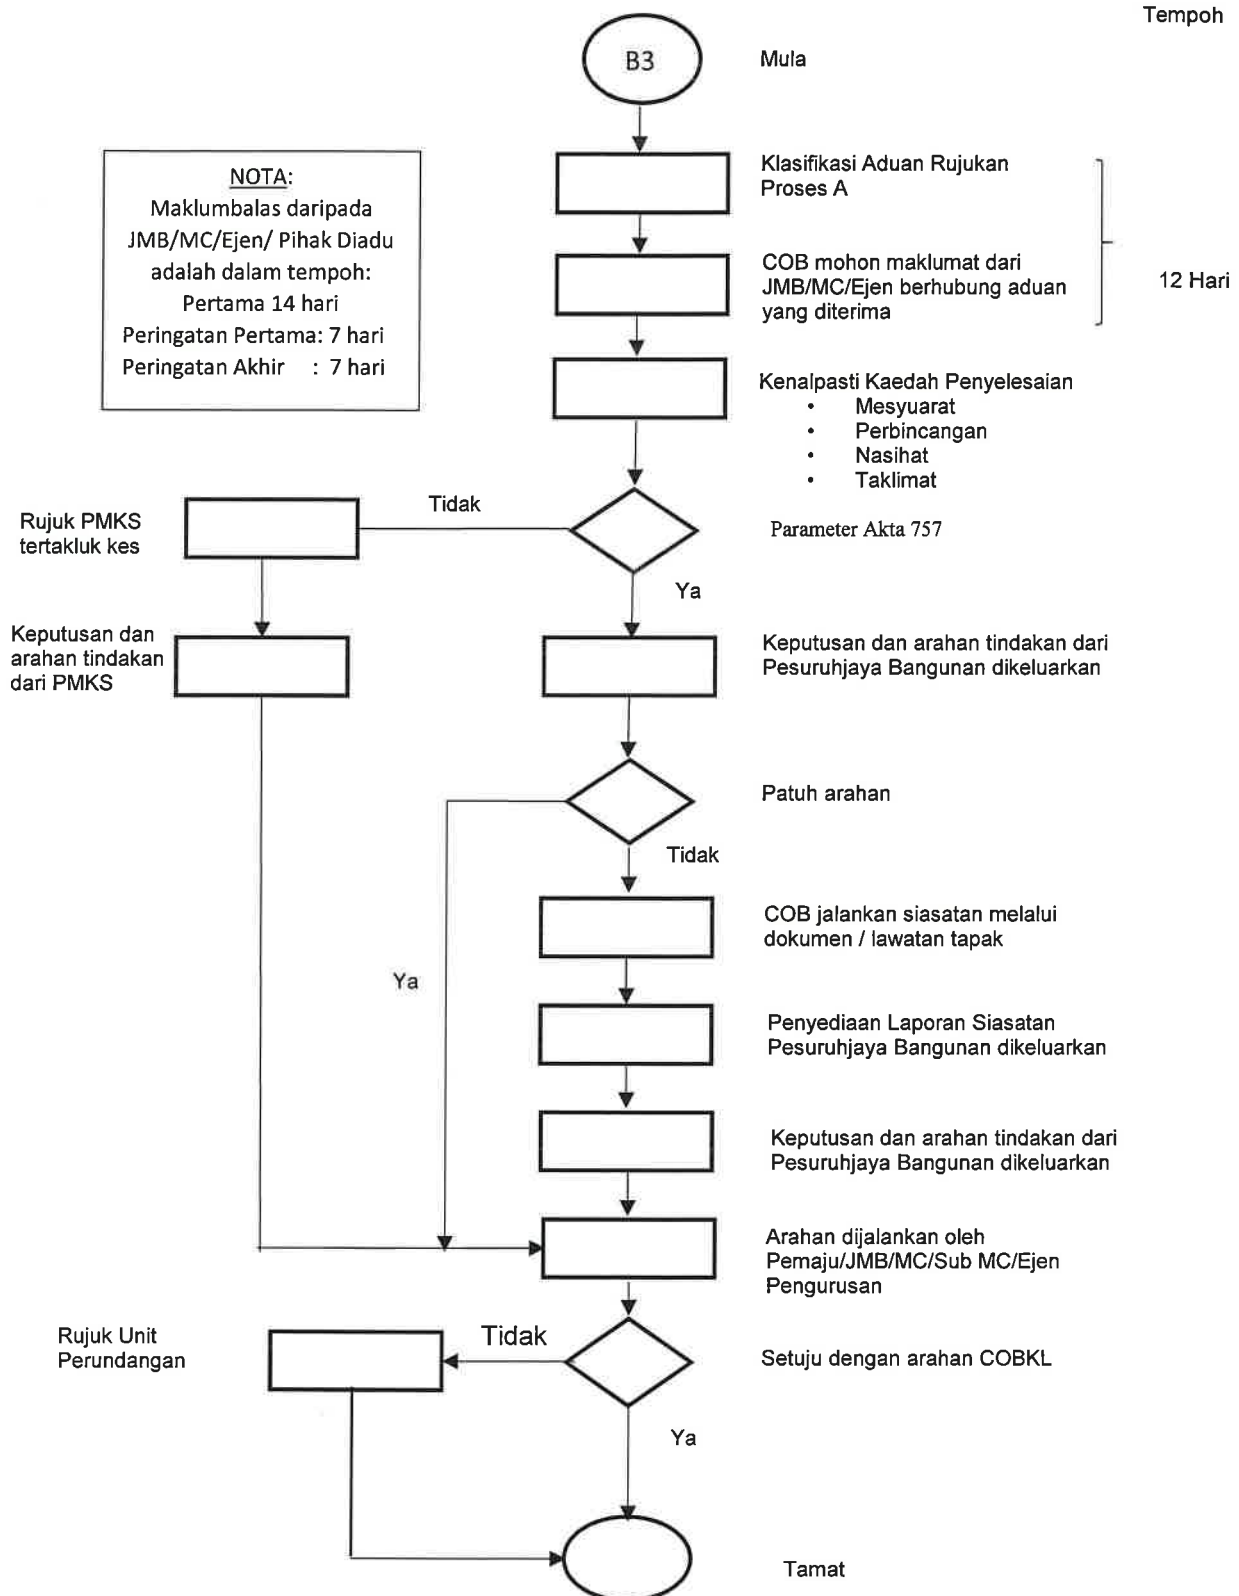 Tempoh
B3
Mula
NOTA:
Maklumbalas daripada
JMB/MC/Ejen/ Pihak Diadu
adalah dalam tempoh:
Pertama 14 hari
Peringatan Pertama: 7 hari
Peringatan Akhir : 7 hari
Klasifikasi Aduan Rujukan
Proses A
COB mohon maklumat dari
JMB/MC/Ejen berhubung aduan
yang diterima
12 Hari
Kenalpasti Kaedah Penyelesaian
• Mesyuarat
• Perbincangan
• Nasihat
• Taklimat
Tidak
Rujuk PMKS
tertakluk kes
Parameter Akta 757
Ya
Keputusan dan
arahan tindakan
dari PMKS
Keputusan dan arahan tindakan dari
Pesuruhjaya Bangunan dikeluarkan
Patuh arahan
Tidak
COB jalankan siasatan melalui
dokumen / lawatan tapak
Ya
Penyediaan Laporan Siasatan
Pesuruhjaya Bangunan dikeluarkan
Keputusan dan arahan tindakan dari
Pesuruhjaya Bangunan dikeluarkan
Arahan dijalankan oleh
Pemaju/JMB/MC/Sub MC/Ejen
Pengurusan
Rujuk Unit
Perundangan
Tidak
Setuju dengan arahan COBKL
Ya
Tamat